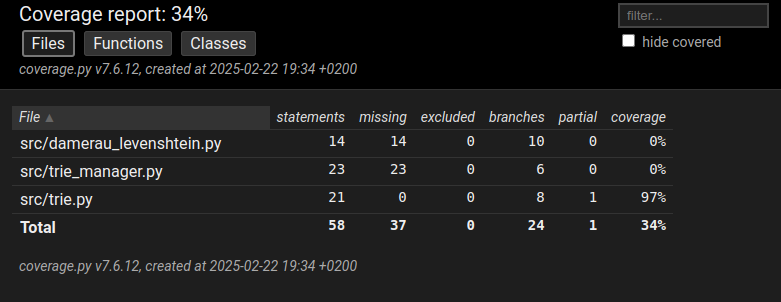 Coverage report: 34%
filter...
Files Functions Classes
hide covered
coverage.py v7.6.12, created at 2025-02-22 19:34 +0200
File ▲ statements missing excluded branches partial coverage
src/damerau_levenshtein.py 14 14 0 10 0 0%
src/trie_manager.py 23 23 0 6 0 0%
src/trie.py 21 0 0 8 1 97%
Total 58 37 0 24 1 34%
coverage.py v7.6.12, created at 2025-02-22 19:34 +0200